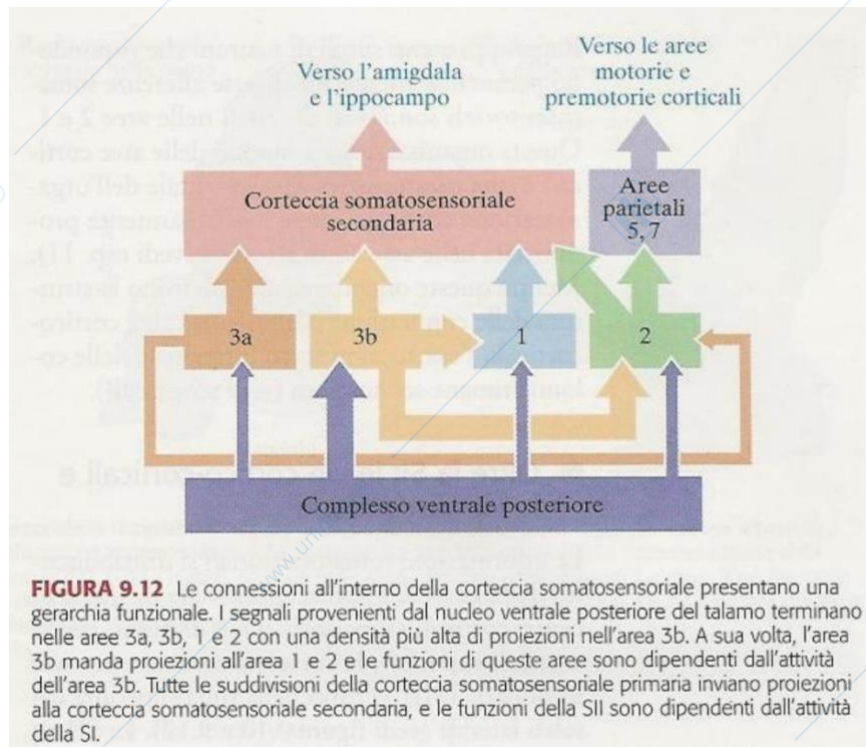 Verso l'amigdala
e l'ippocampo
Verso le aree
motorie e
premotorie corticali
Corteccia somatosensoriale
secondaria
Aree
parietali
5,7
3a
3b
1
2
Complesso ventrale posteriore
FIGURA 9.12 Le connessioni all'interno della corteccia somatosensoriale presentano una
gerarchia funzionale. I segnali provenienti dal nucleo ventrale posteriore del talamo terminano
nelle aree 3a, 3b, 1 e 2 con una densità più alta di proiezioni nell'area 3b. A sua volta, l'area
3b manda proiezioni all'area 1 e 2 e le funzioni di queste aree sono dipendenti dall'attività
dell'area 3b. Tutte le suddivisioni della corteccia somatosensoriale primaria inviano proiezioni
alla corteccia somatosensoriale secondaria, e le funzioni della SII sono dipendenti dall'attività
della SI.